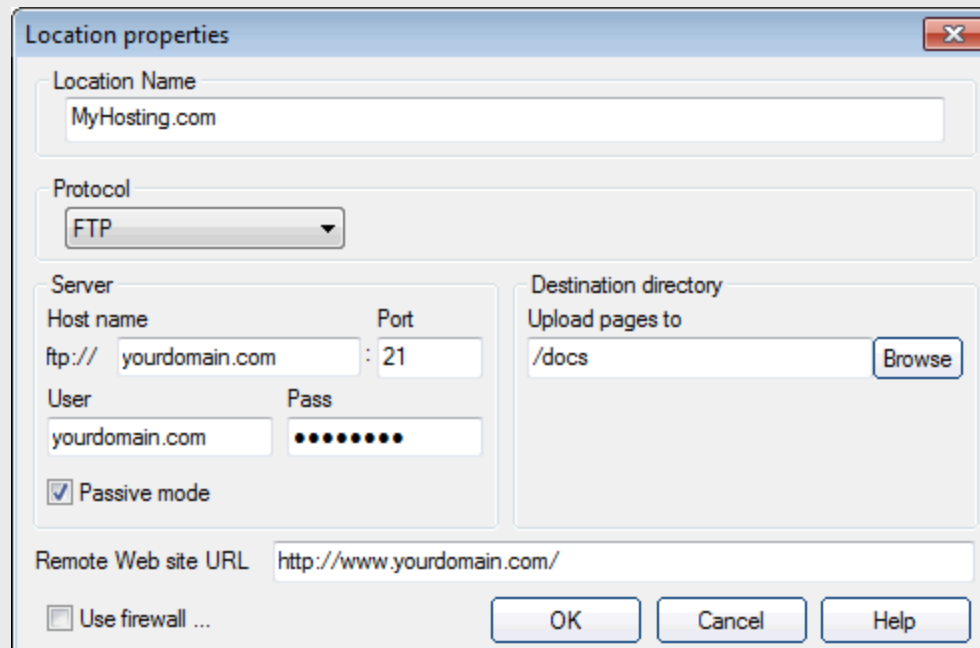 Location properties
Location Name
MyHosting.com
Protocol
FTP
Server
Host name Port
ftp:// yourdomain.com : 21
User Pass
yourdomain.com ••••••••
Passive mode
Destination directory
Upload pages to
/docs Browse
Remote Web site URL http://www.yourdomain.com/
Use firewall ... OK Cancel Help